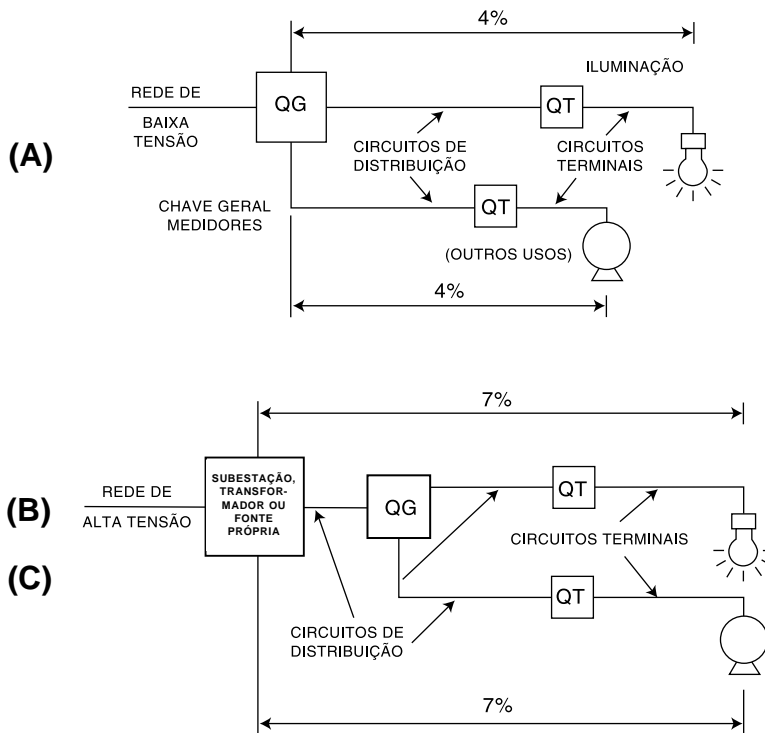 4%
ILUMINAÇÃO
REDE DE
BAIXA
TENSÃO
QG
QT
(A)
CIRCUITOS DE
DISTRIBUIÇÃO
CIRCUITOS
TERMINAIS
CHAVE GERAL
MEDIDORES
QT
(OUTROS USOS)
4%
7%
(B)
REDE DE
ALTA TENSÃO
SUBESTAÇÃO,
TRANSFOR-
MADOR OU
FONTE
PRÓPRIA
QG
QT
CIRCUITOS TERMINAIS
(C)
QT
CIRCUITOS DE
DISTRIBUIÇÃO
7%